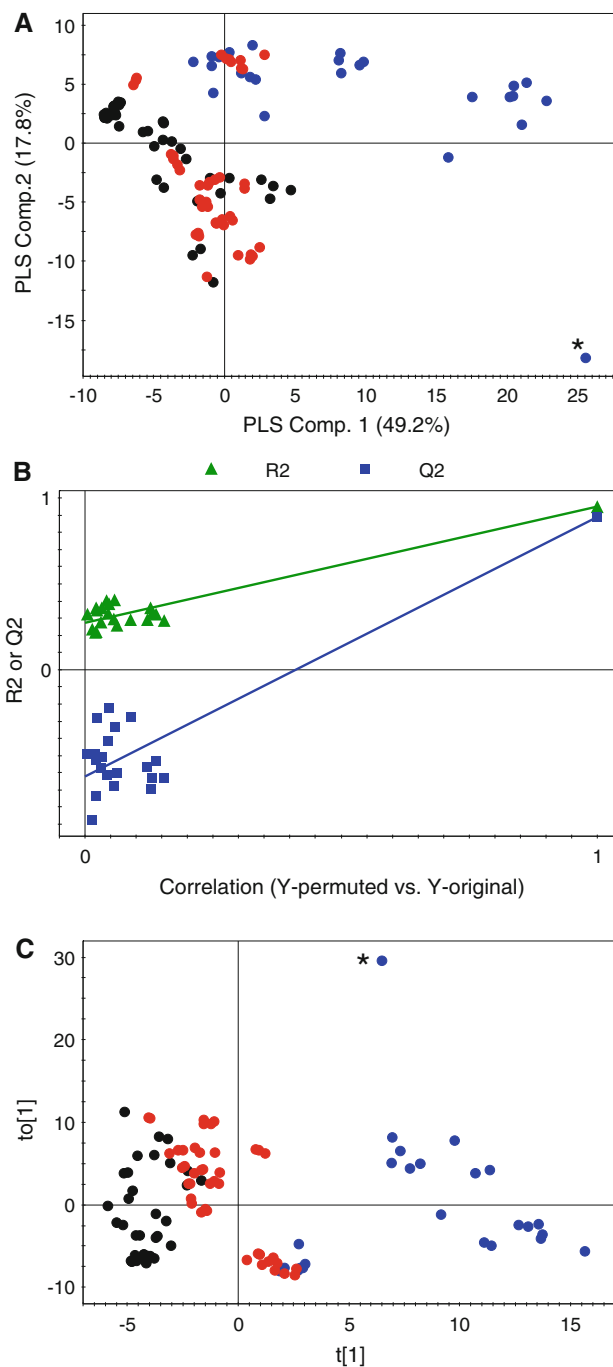 A
10
5
0
-5
-10
-15
PLS Comp.2 (17.8%)
*
-10 -5 0 5 10 15 20 25
PLS Comp. 1 (49.2%)
B
R2 Q2
1
0
R2 or Q2
0 1
Correlation (Y-permuted vs. Y-original)
C
*
30
20
10
0
-10
to[1]
-5 0 5 10 15
t[1]